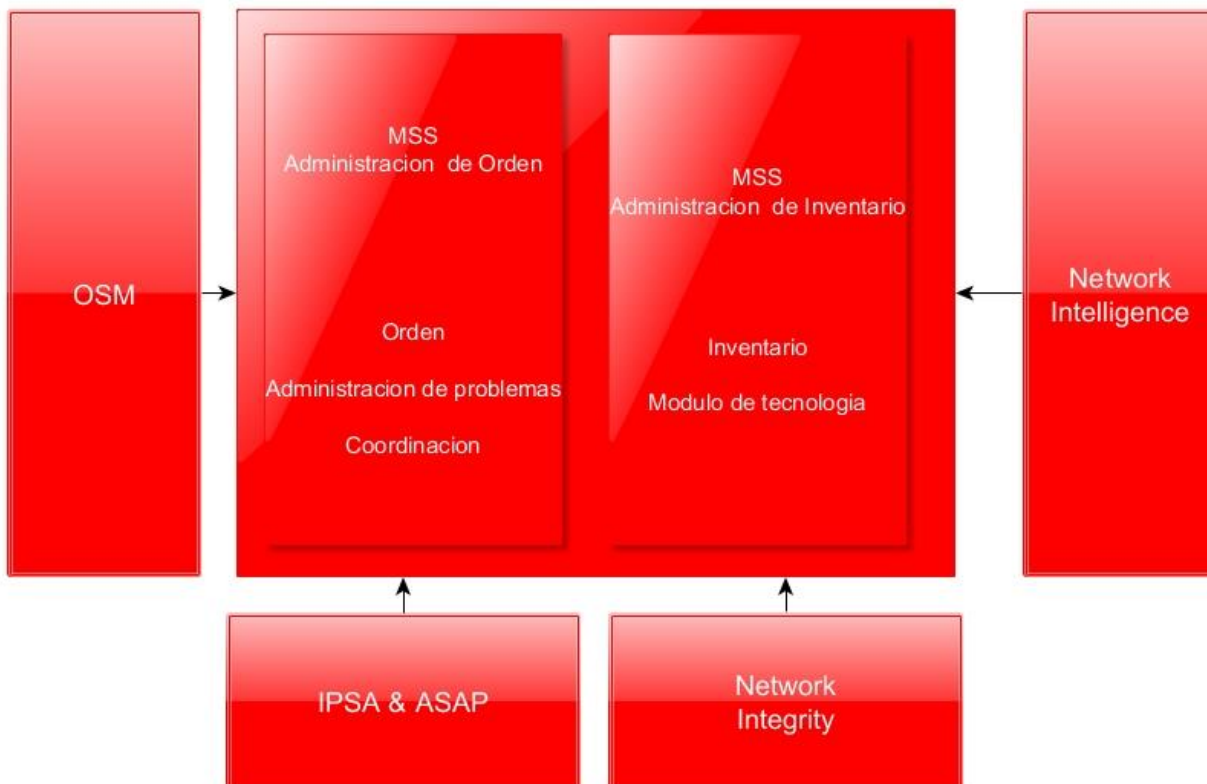 OSM
MSS
Administracion de Orden
Orden
Administracion de problemas
Coordinacion
MSS
Administracion de Inventario
Inventario
Modulo de tecnologia
Network
Intelligence
IPSA & ASAP
Network
Integrity